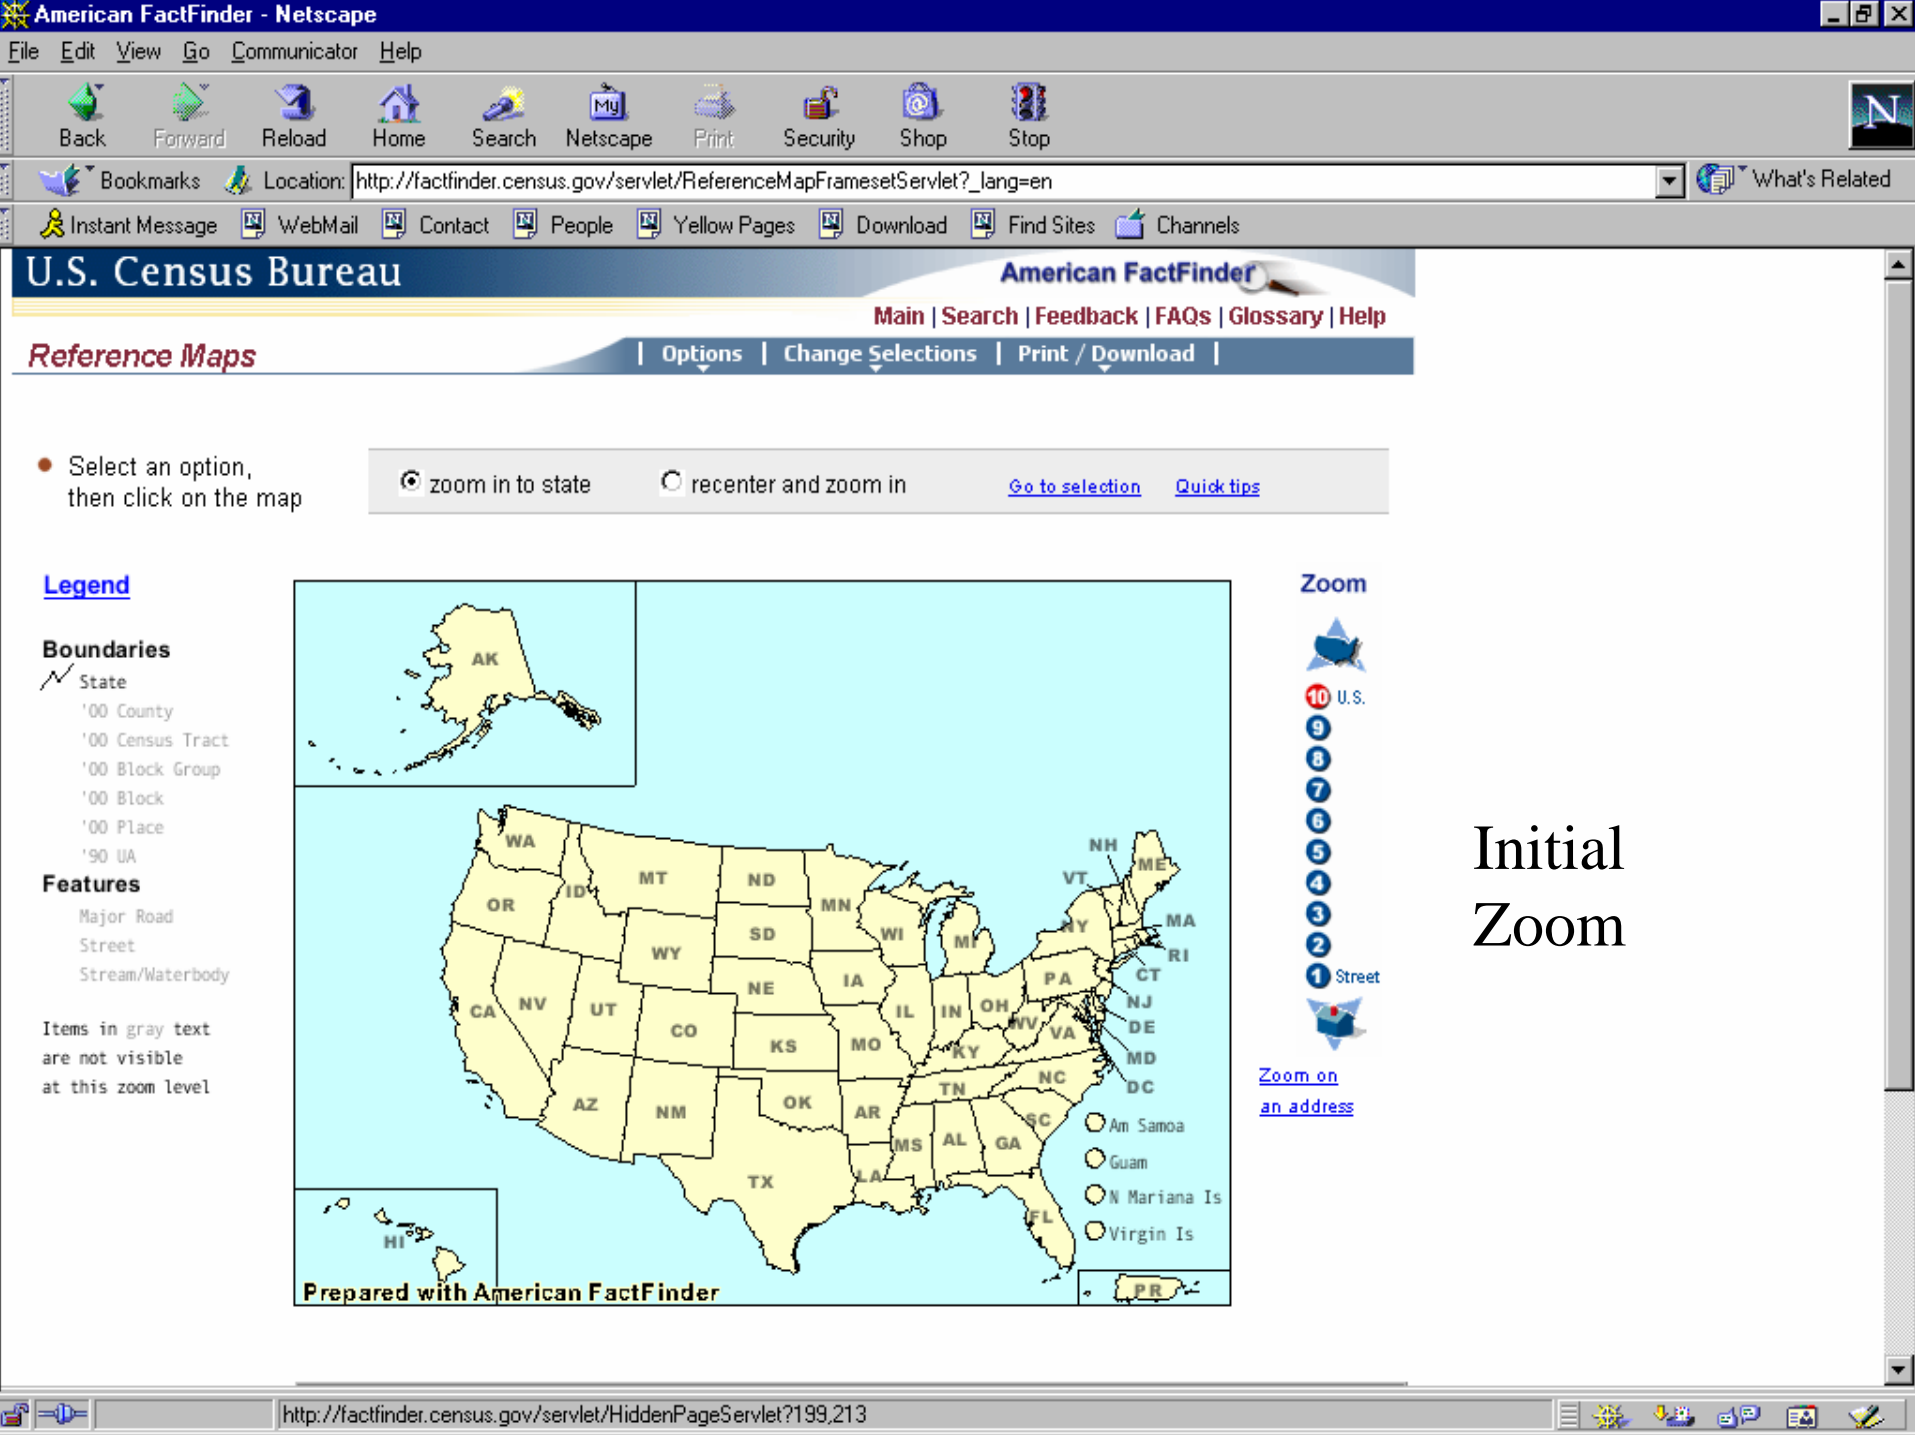 American FactFinder - Netscape
File Edit View Go Communicator Help
Back Forward Reload Home Search Netscape Print Security Shop Stop
My
N
Bookmarks Location: http://factfinder.census.gov/servlet/ReferenceMapFramesetServlet?_lang=en What's Related
Instant Message WebMail Contact People Yellow Pages Download Find Sites Channels
U.S. Census Bureau
American FactFinder
Main | Search | Feedback | FAQs | Glossary | Help
Reference Maps
| Options | Change Selections | Print / Download |
Select an option,
then click on the map
zoom in to state
recenter and zoom in
Go to selection
Quick tips
Legend
Boundaries
State
'00 County
'00 Census Tract
'00 Block Group
'00 Block
'00 Place
'90 UA
Features
Major Road
Street
Stream/Waterbody
Items in gray text
are not visible
at this zoom level
AK
WA
MT
ND
MN
NH
ME
VT
ID
OR
SD
WI
MI
NY
MA
WY
RI
IA
PA
CT
NE
NV
UT
CA
IL
IN
OH
NJ
CO
WV
VA
DE
KS
MO
KY
MD
NC
DC
TN
AZ
NM
OK
AR
SC
MS
AL
GA
TX
LA
FL
HI
PR
Am Samoa
Guam
N Mariana Is
Virgin Is
Prepared with American FactFinder
Zoom
10 U.S.
9
8
7
6
5
4
3
2
1 Street
Zoom on
an address
Initial
Zoom
http://factfinder.census.gov/servlet/HiddenPageServlet?199,213